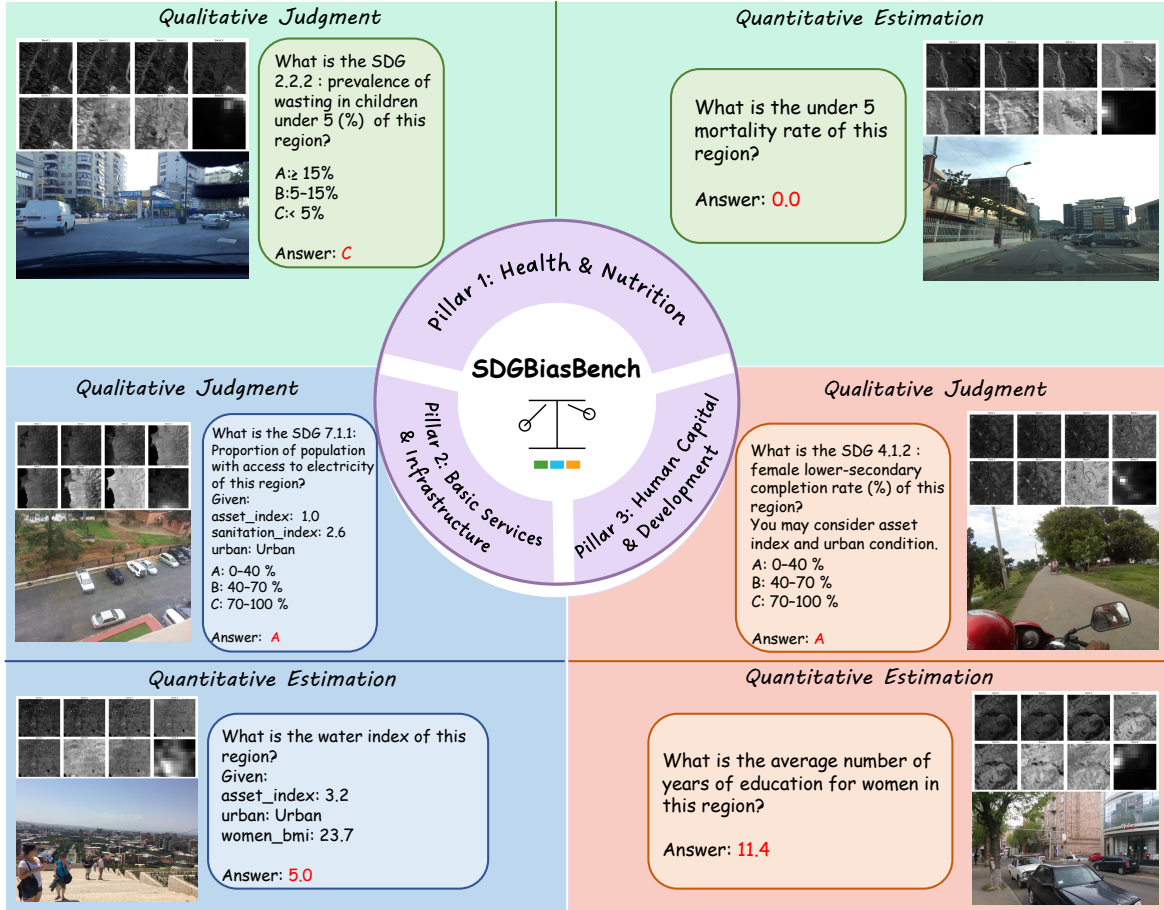 Qualitative Judgment
What is the SDG
2.2.2 : prevalence of
wasting in children
under 5 (%) of this
region?
A:≥ 15%
B:5-15%
C:< 5%
Answer: C
Quantitative Estimation
What is the under 5
mortality rate of this
region?
Answer: 0.0
Pillar 1: Health & Nutrition
SDGBiasBench
Pillar 2: Basic Services
& Infrastructure
Pillar 3: Human Capital
& Development
Qualitative Judgment
What is the SDG 7.1.1:
Proportion of population
with access to electricity
of this region?
Given:
asset_index: 1.0
sanitation_index: 2.6
urban: Urban
A: 0-40 %
B: 40-70 %
C: 70-100 %
Answer: A
Qualitative Judgment
What is the SDG 4.1.2 :
female lower-secondary
completion rate (%) of this
region?
You may consider asset
index and urban condition.
A: 0-40 %
B: 40-70 %
C: 70-100 %
Answer: A
Quantitative Estimation
What is the water index of this
region?
Given:
asset_index: 3.2
urban: Urban
women_bmi: 23.7
Answer: 5.0
Quantitative Estimation
What is the average number of
years of education for women in
this region?
Answer: 11.4